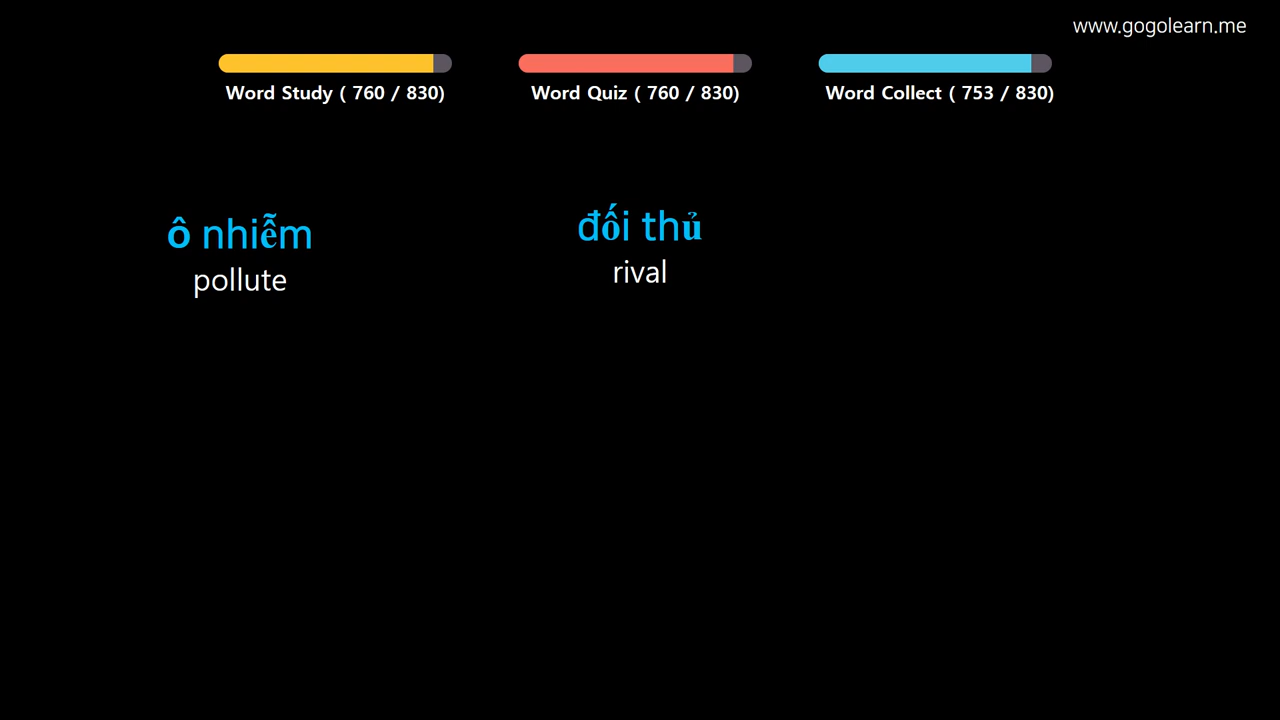 www.gogolearn.me
Word Study ( 760 / 830)
Word Quiz ( 760 / 830)
Word Collect ( 753 / 830)
ô nhiễm
pollute
đối thủ
rival